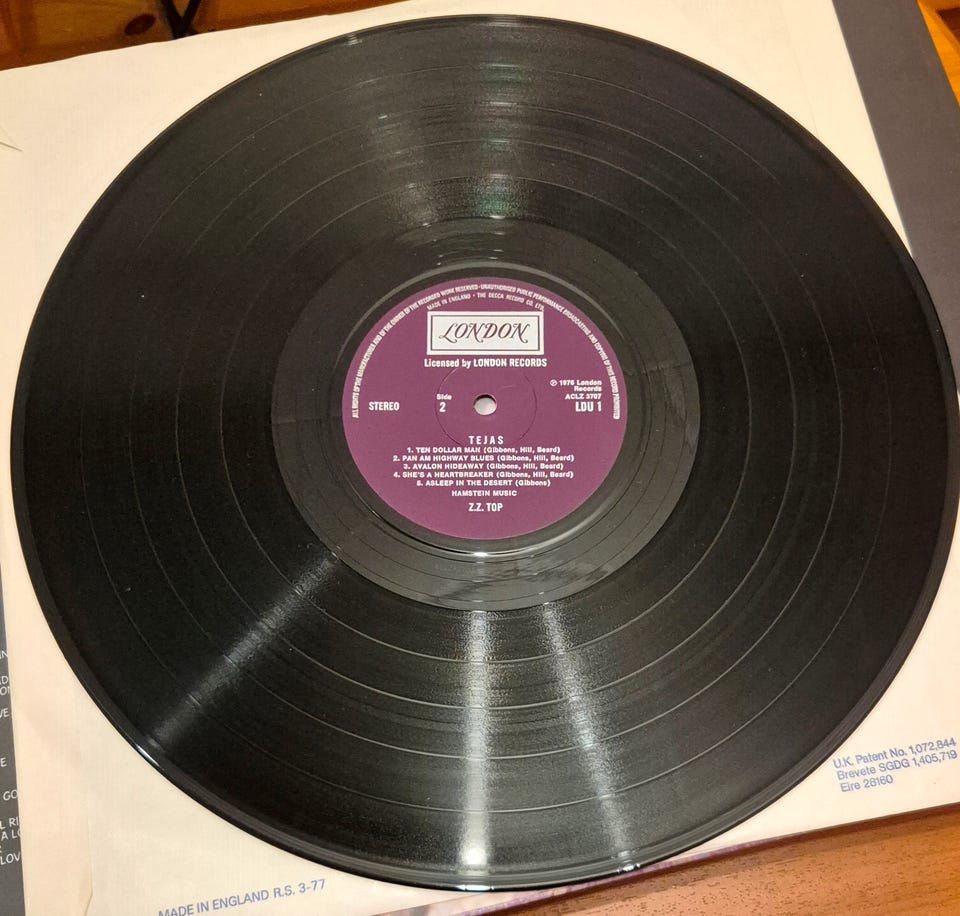 ALL RIGHTS OF THE MANUFACTURER AND OF THE OWNER OF THE RECORDED WORK RESERVED·UNAUTHORISED PUBLIC PERFORMANCE BROADCASTING AND COPYING OF THIS RECORD PROHIBITED
MADE IN ENGLAND • THE DECCA RECORD CO. LTD.
LONDON
Licensed by LONDON RECORDS
STEREO
Side
2
℗ 1976 London
Records
ACLZ 3707
LDU 1
TEJAS
1. TEN DOLLAR MAN (Gibbons, Hill, Beard)
2. PAN AM HIGHWAY BLUES (Gibbons, Hill, Beard)
3. AVALON HIDEAWAY (Gibbons, Hill, Beard)
4. SHE'S A HEARTBREAKER (Gibbons, Hill, Beard)
5. ASLEEP IN THE DESERT (Gibbons)
HAMSTEIN MUSIC
Z.Z. TOP
U.K. Patent No. 1,072,844
Brevete SGDG 1,405,719
Eire 28160
MADE IN ENGLAND R.S. 3-77